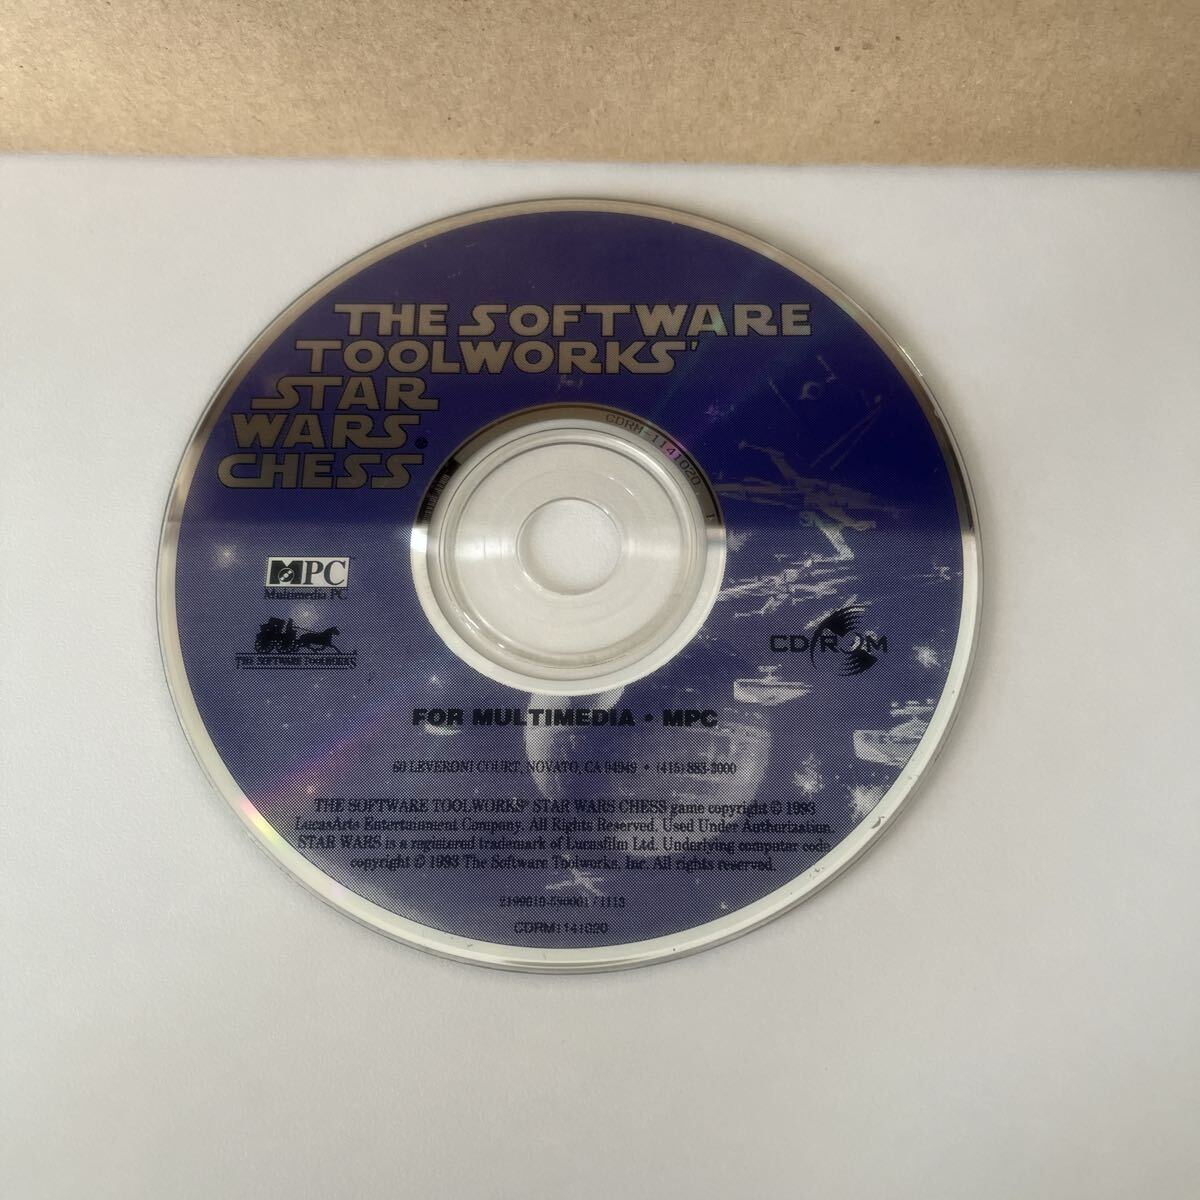 THE SOFTWARE
TOOLWORKS'
STAR
WARS®
CHESS
CDRM-1141020
MPC
Multimedia PC
THE SOFTWARE TOOLWORKS
CD/ROM
FOR MULTIMEDIA • MPC
60 LEVERONI COURT, NOVATO, CA 94949 • (415) 883-3000
THE SOFTWARE TOOLWORKS® STAR WARS CHESS game copyright © 1993
LucasArts Entertainment Company. All Rights Reserved. Used Under Authorization.
STAR WARS is a registered trademark of Lucasfilm Ltd. Underlying computer code
copyright © 1993 The Software Toolworks, Inc. All rights reserved.
CDRM1141020